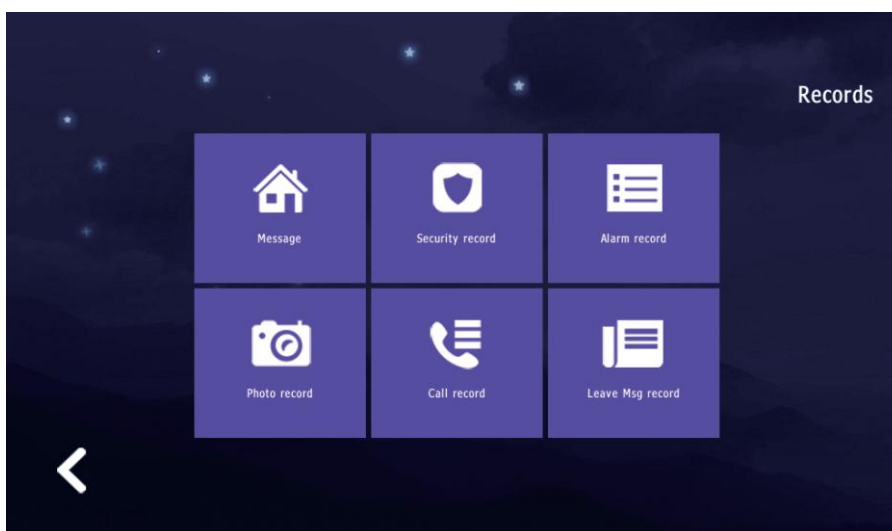 Records
Message
Security record
Alarm record
Photo record
Call record
Leave Msg record